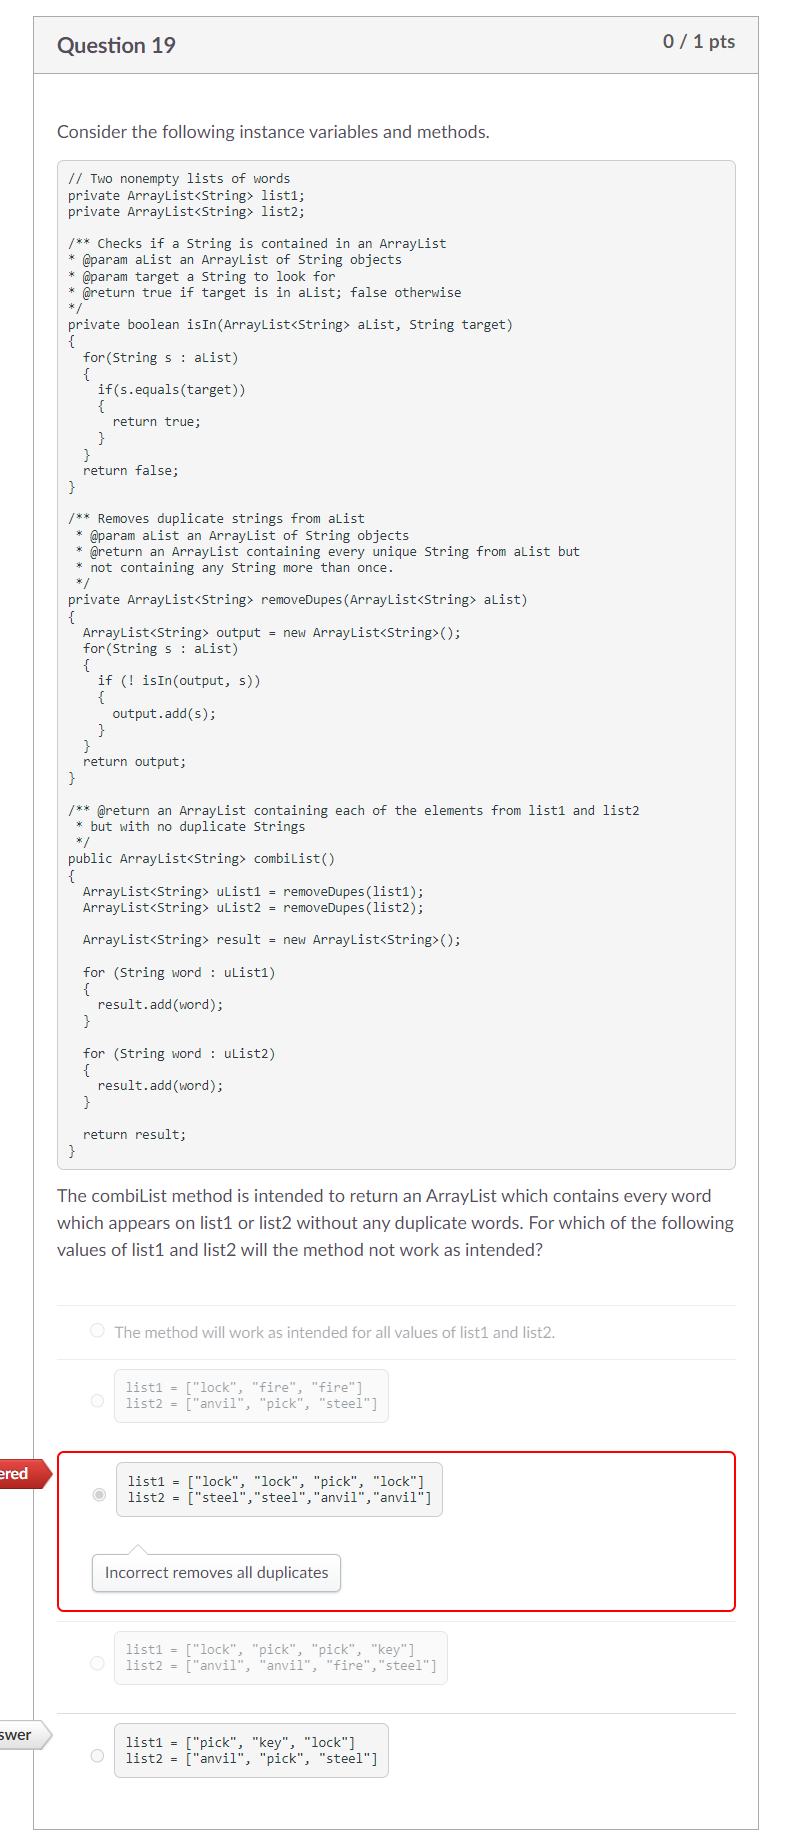 Question 19
0 / 1 pts
Consider the following instance variables and methods.
// Two nonempty lists of words
private ArrayList<String> list1;
private ArrayList<String> list2;
/** Checks if a String is contained in an ArrayList
* @param aList an ArrayList of String objects
* @param target a String to look for
* @return true if target is in aList; false otherwise
*/
private boolean isIn(ArrayList<String> aList, String target)
{
  for(String s : aList)
  {
    if(s.equals(target))
    {
      return true;
    }
  }
  return false;
}
/** Removes duplicate strings from aList
 * @param aList an ArrayList of String objects
 * @return an ArrayList containing every unique String from aList but
 * not containing any String more than once.
 */
private ArrayList<String> removeDupes(ArrayList<String> aList)
{
  ArrayList<String> output = new ArrayList<String>();
  for(String s : aList)
  {
    if (! isIn(output, s))
    {
      output.add(s);
    }
  }
  return output;
}
/** @return an ArrayList containing each of the elements from list1 and list2
 * but with no duplicate Strings
 */
public ArrayList<String> combiList()
{
  ArrayList<String> uList1 = removeDupes(list1);
  ArrayList<String> uList2 = removeDupes(list2);
  ArrayList<String> result = new ArrayList<String>();
  for (String word : uList1)
  {
    result.add(word);
  }
  for (String word : uList2)
  {
    result.add(word);
  }
  return result;
}
The combiList method is intended to return an ArrayList which contains every word
which appears on list1 or list2 without any duplicate words. For which of the following
values of list1 and list2 will the method not work as intended?
The method will work as intended for all values of list1 and list2.
list1 = ["lock", "fire", "fire"]
list2 = ["anvil", "pick", "steel"]
ered
list1 = ["lock", "lock", "pick", "lock"]
list2 = ["steel","steel","anvil","anvil"]
Incorrect removes all duplicates
list1 = ["lock", "pick", "pick", "key"]
list2 = ["anvil", "anvil", "fire","steel"]
swer
list1 = ["pick", "key", "lock"]
list2 = ["anvil", "pick", "steel"]